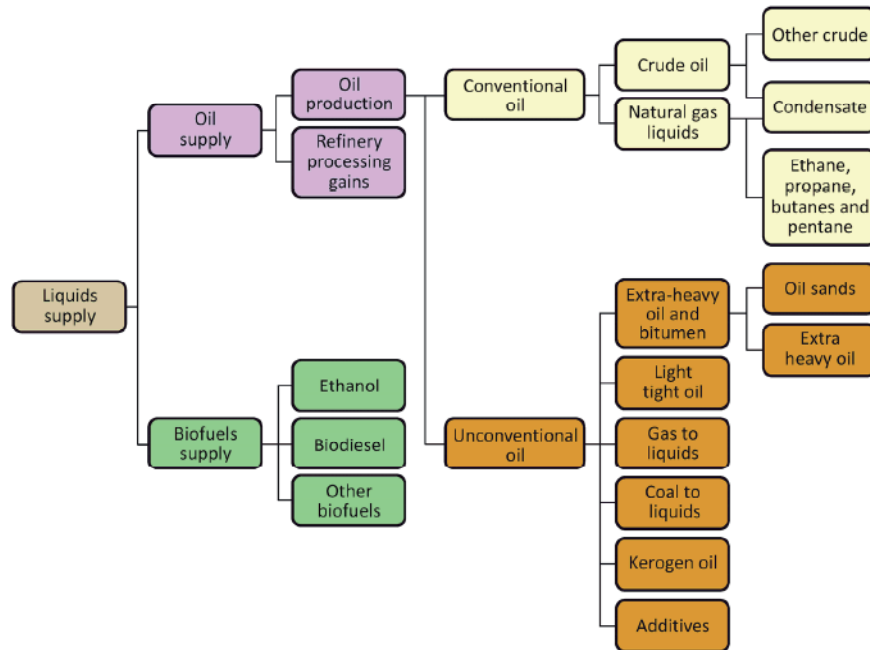 Other crude
Crude oil
Oil
production
Conventional
oil
Oil
supply
Natural gas
liquids
Condensate
Refinery
processing
gains
Ethane,
propane,
butanes and
pentane
Liquids
supply
Extra-heavy
oil and
bitumen
Oil sands
Extra
heavy oil
Ethanol
Light
tight oil
Biofuels
supply
Biodiesel
Unconventional
oil
Gas to
liquids
Other
biofuels
Coal to
liquids
Kerogen oil
Additives